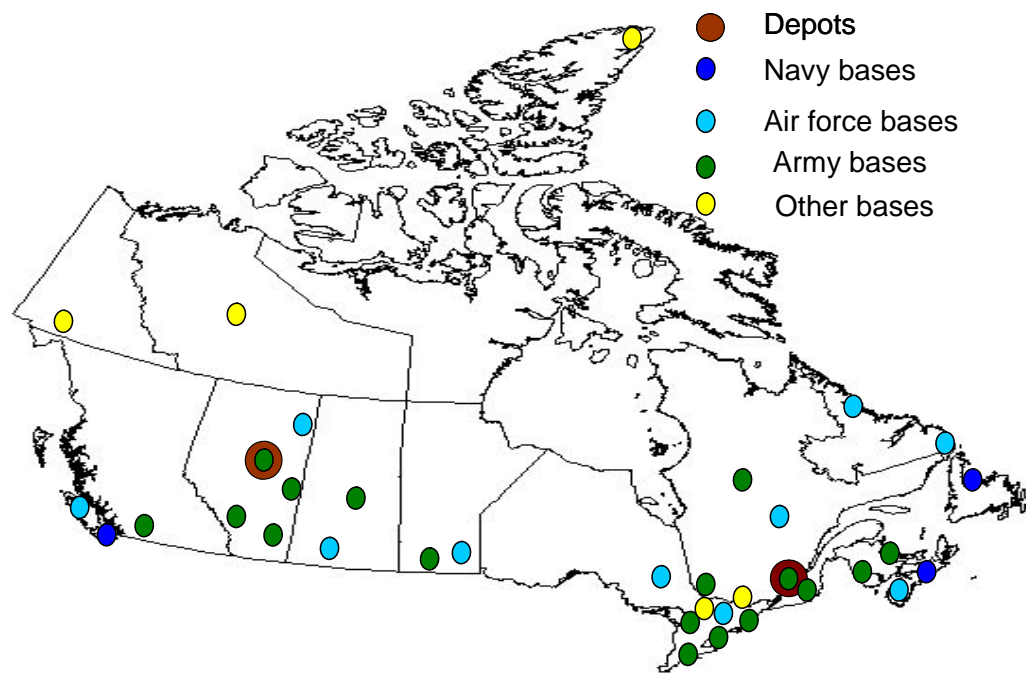 Depots
Navy bases
Air force bases
Army bases
Other bases